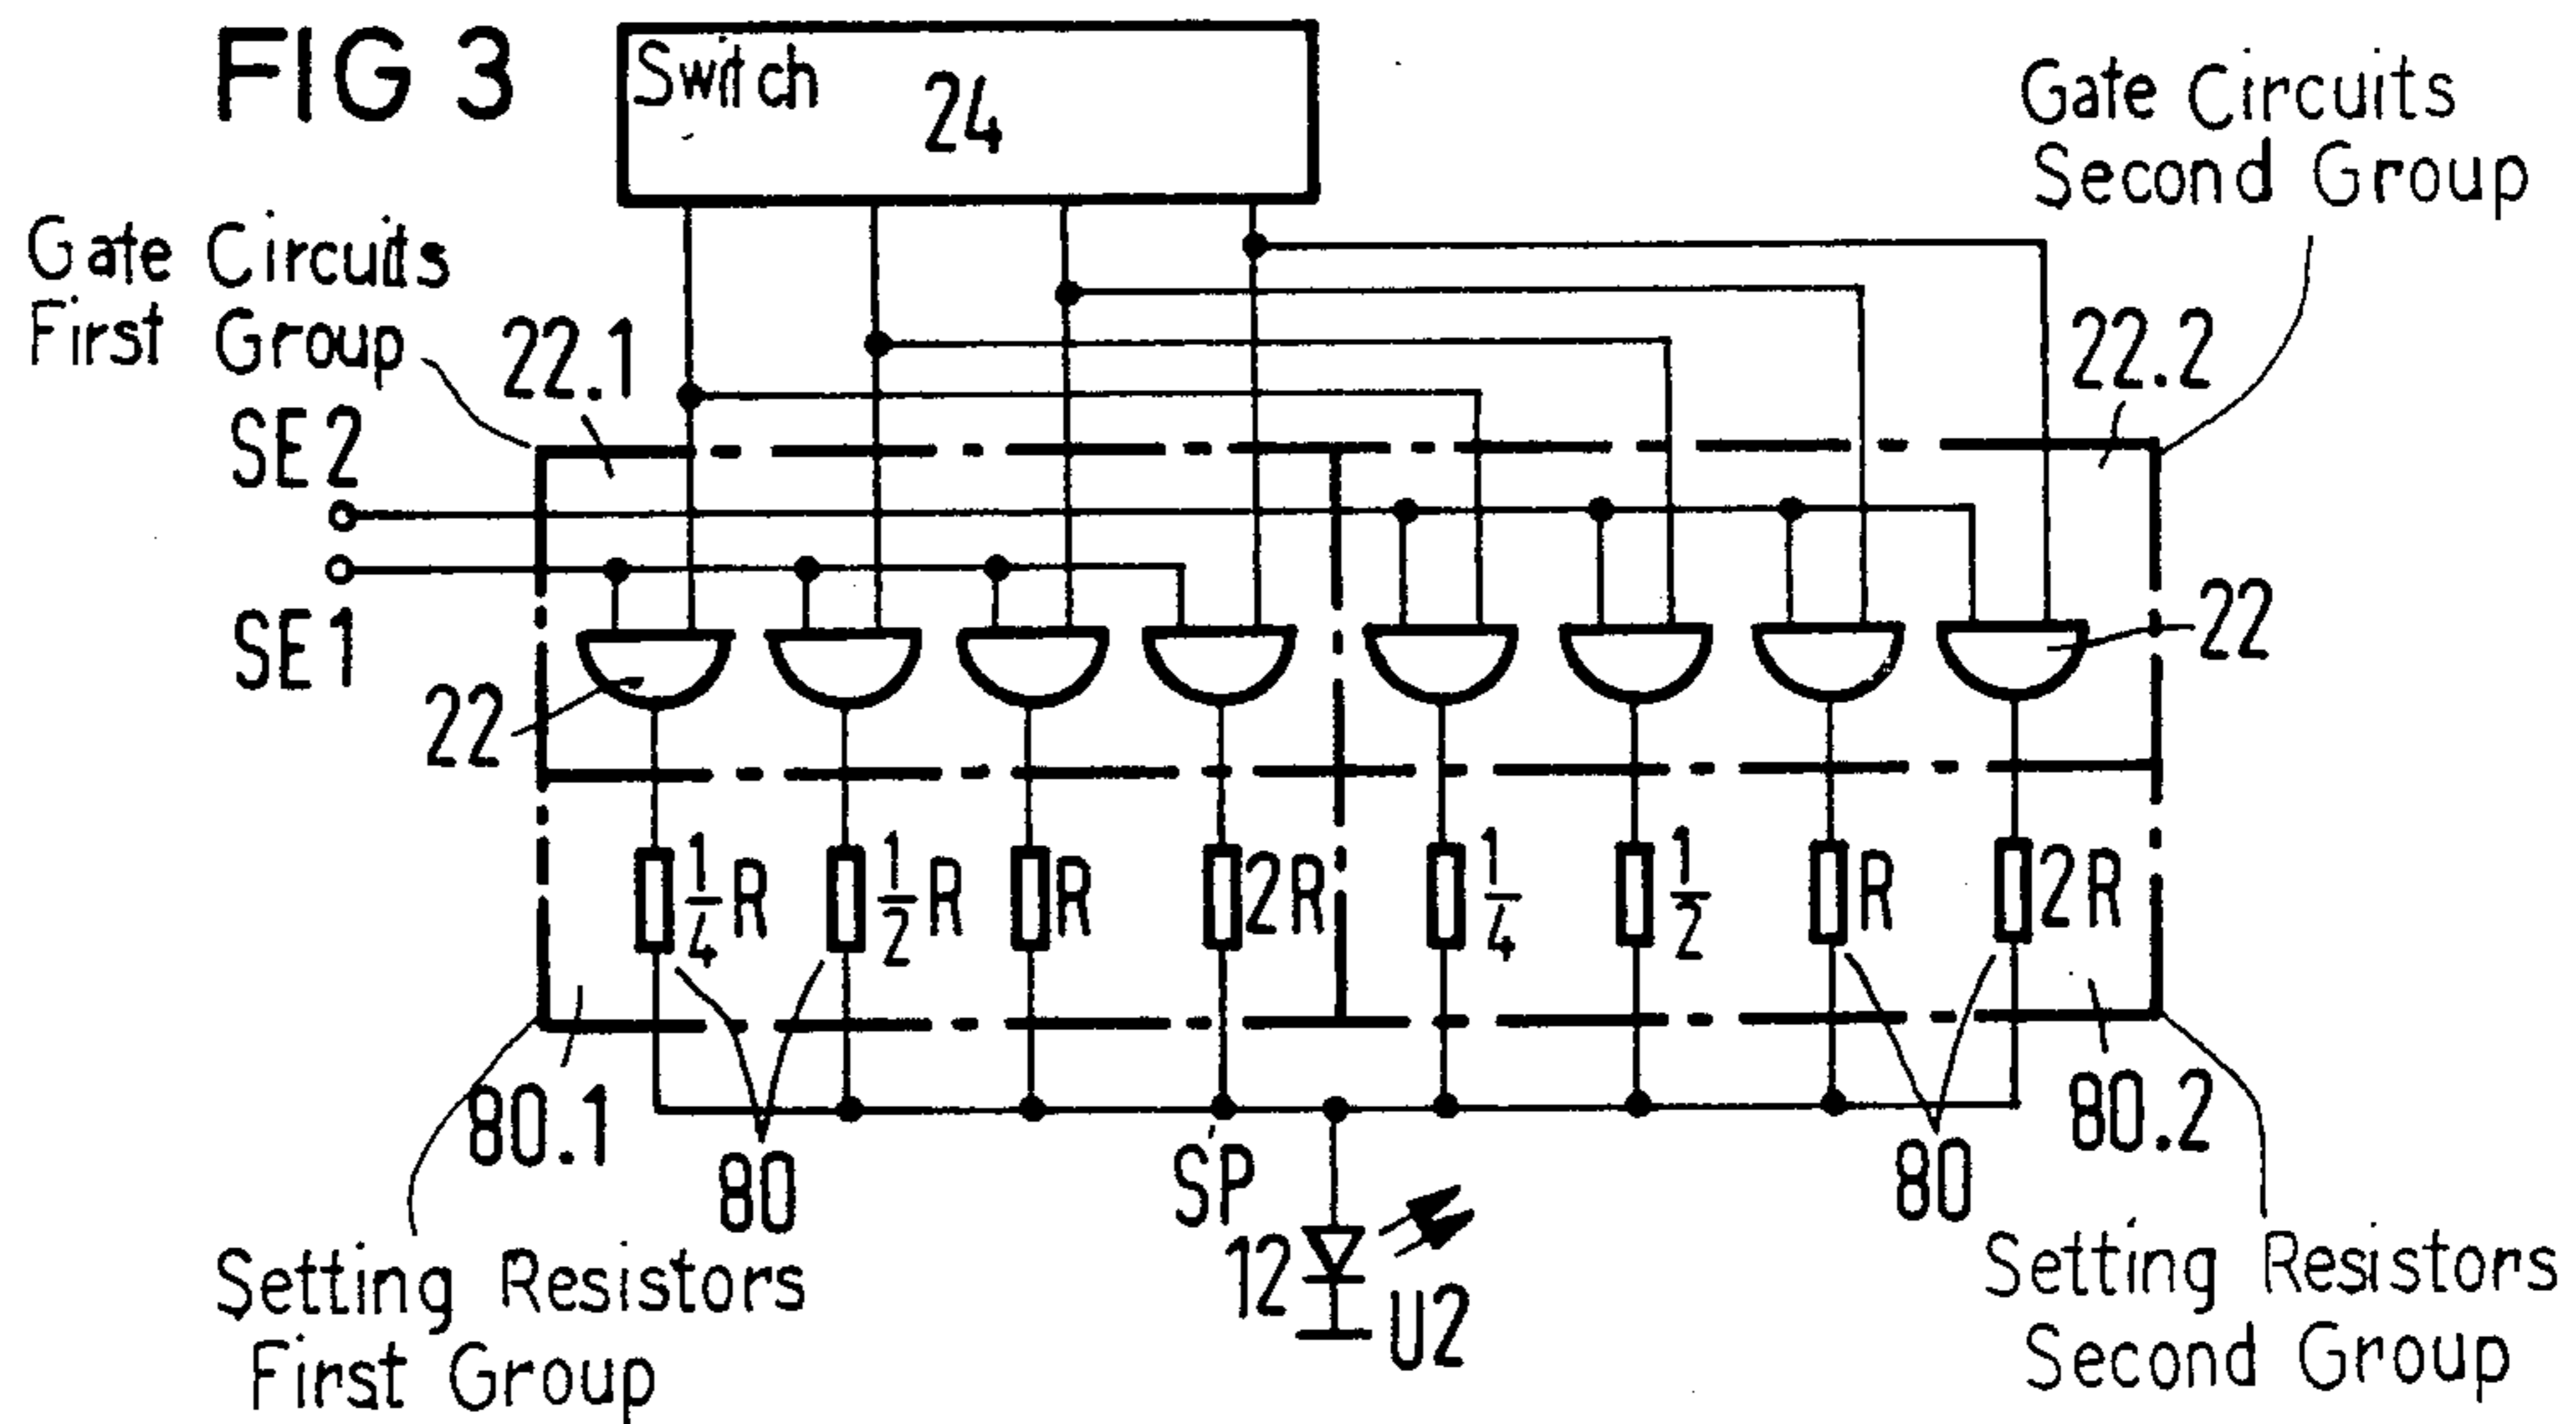 FIG 3
Switch
24
Gate Circuits
Second Group
Gate Circuits
First Group
22.1
22.2
SE2
SE1
22
22
1/4 R
1/2 R
R
2R
1/4
1/2
R
2R
80.1
80
SP
80
80.2
12
U2
Setting Resistors
First Group
Setting Resistors
Second Group